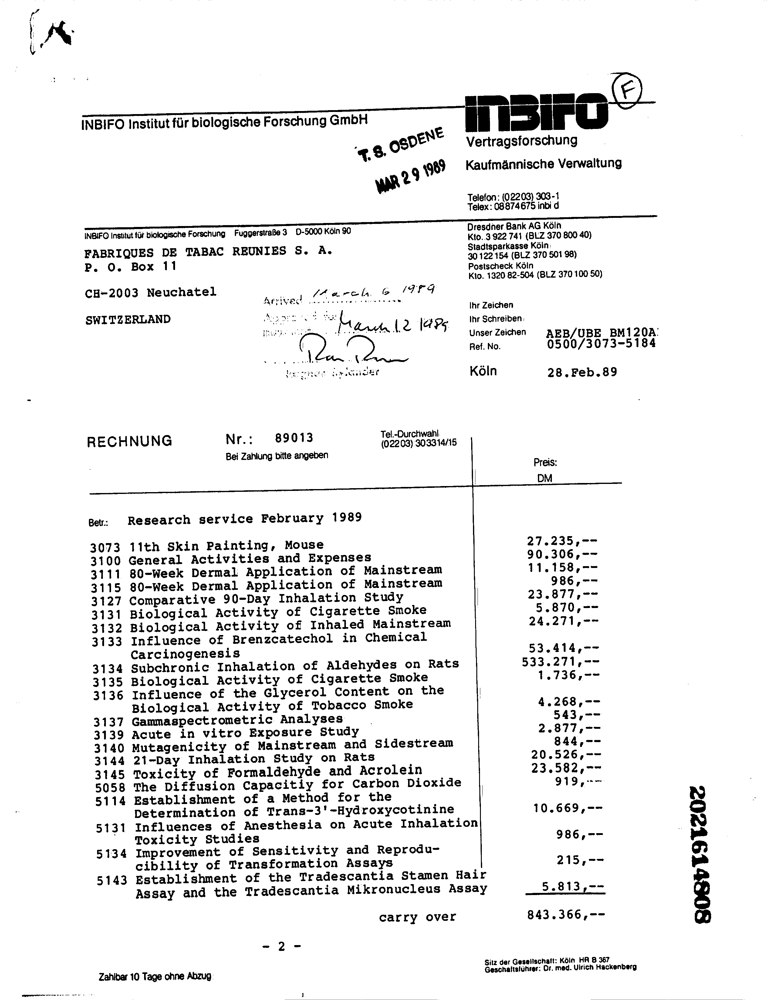 INBIFO Institut für biologische Forschung GmbH
INBIFO
F
Vertragsforschung
T. S. OSDENE
MAR 29 1989
Kaufmännische Verwaltung
Telefon: (02203) 303-1
Telex: 08874675 inbi d
INBIFO Institut für biologische Forschung Fuggerstraße 3 D-5000 Köln 90
Dresdner Bank AG Köln
Kto. 3 922 741 (BLZ 370 800 40)
Stadtsparkasse Köln
30 122 154 (BLZ 370 501 98)
Postscheck Köln
Kto. 1320 82-504 (BLZ 370 100 50)
FABRIQUES DE TABAC REUNIES S. A.
P. O. Box 11
CH-2003 Neuchatel
SWITZERLAND
Arrived March 6 1989
March 12 1989
Rylander
Ihr Zeichen
Ihr Schreiben
Unser Zeichen AEB/UBE BM120A
Ref. No. 0500/3073-5184
Köln 28.Feb.89
RECHNUNG Nr.: 89013
Bei Zahlung bitte angeben
Tel.-Durchwahl
(02203) 303314/15
Preis:
DM
Betr.: Research service February 1989
3073 11th Skin Painting, Mouse 27.235,--
3100 General Activities and Expenses 90.306,--
3111 80-Week Dermal Application of Mainstream 11.158,--
3115 80-Week Dermal Application of Mainstream 986,--
3127 Comparative 90-Day Inhalation Study 23.877,--
3131 Biological Activity of Cigarette Smoke 5.870,--
3132 Biological Activity of Inhaled Mainstream 24.271,--
3133 Influence of Brenzcatechol in Chemical
Carcinogenesis 53.414,--
3134 Subchronic Inhalation of Aldehydes on Rats 533.271,--
3135 Biological Activity of Cigarette Smoke 1.736,--
3136 Influence of the Glycerol Content on the
Biological Activity of Tobacco Smoke 4.268,--
3137 Gammaspectrometric Analyses 543,--
3139 Acute in vitro Exposure Study 2.877,--
3140 Mutagenicity of Mainstream and Sidestream 844,--
3144 21-Day Inhalation Study on Rats 20.526,--
3145 Toxicity of Formaldehyde and Acrolein 23.582,--
5058 The Diffusion Capacitiy for Carbon Dioxide 919,--
5114 Establishment of a Method for the
Determination of Trans-3'-Hydroxycotinine 10.669,--
5131 Influences of Anesthesia on Acute Inhalation
Toxicity Studies 986,--
5134 Improvement of Sensitivity and Reprodu-
cibility of Transformation Assays 215,--
5143 Establishment of the Tradescantia Stamen Hair
Assay and the Tradescantia Mikronucleus Assay 5.813,--
carry over 843.366,--
- 2 -
2021614808
Zahlbar 10 Tage ohne Abzug
Sitz der Gesellschaft: Köln HR B 367
Geschäftsführer: Dr. med. Ulrich Hackenberg